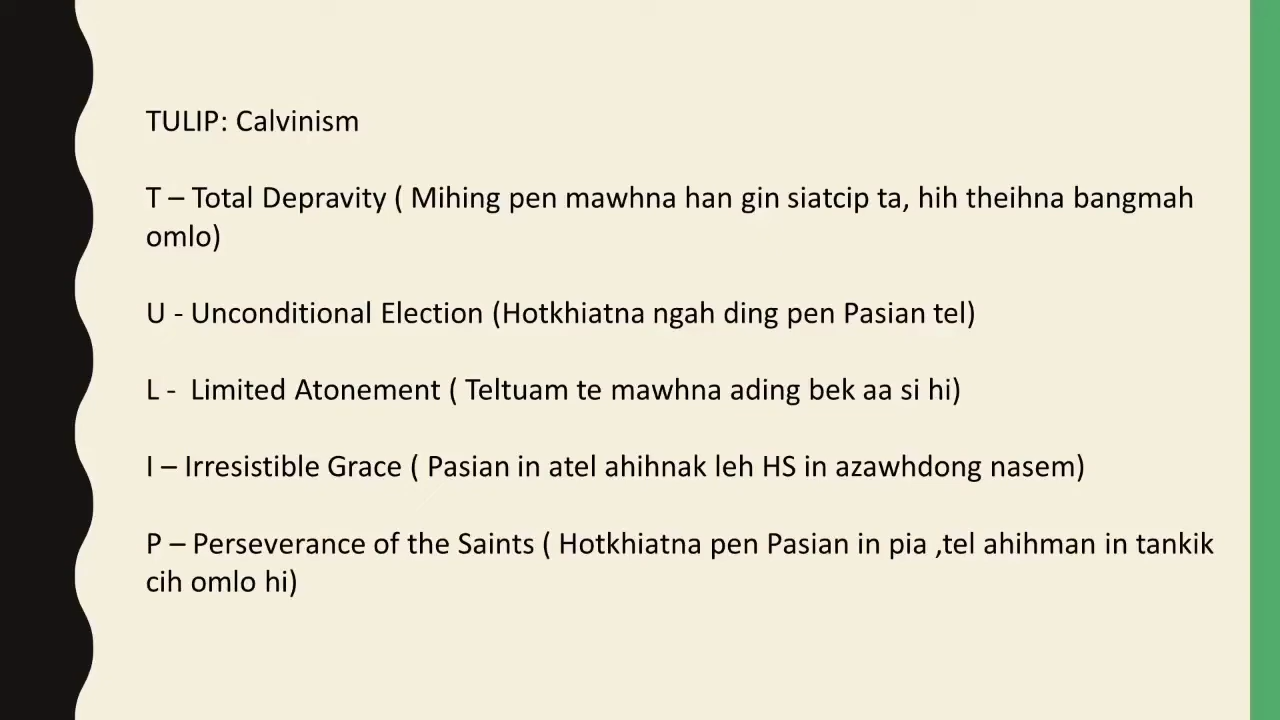 TULIP: Calvinism
T – Total Depravity ( Mihing pen mawhna han gin siatcip ta, hih theihna bangmah
omlo)
U - Unconditional Election (Hotkhiatna ngah ding pen Pasian tel)
L -  Limited Atonement ( Teltuam te mawhna ading bek aa si hi)
I – Irresistible Grace ( Pasian in atel ahihnak leh HS in azawhdong nasem)
P – Perseverance of the Saints ( Hotkhiatna pen Pasian in pia ,tel ahihman in tankik
cih omlo hi)